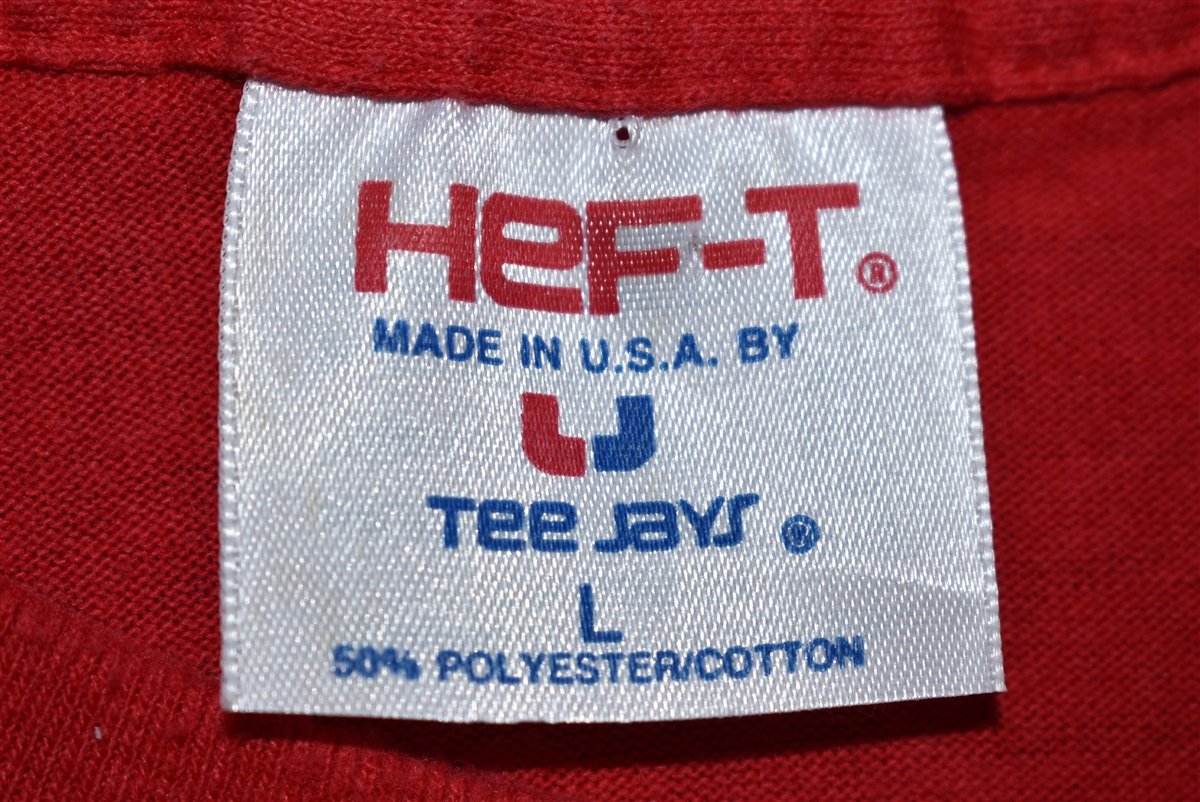 HeF-T®
MADE IN U.S.A. BY
Tee Jays®
L
50% POLYESTER/COTTON